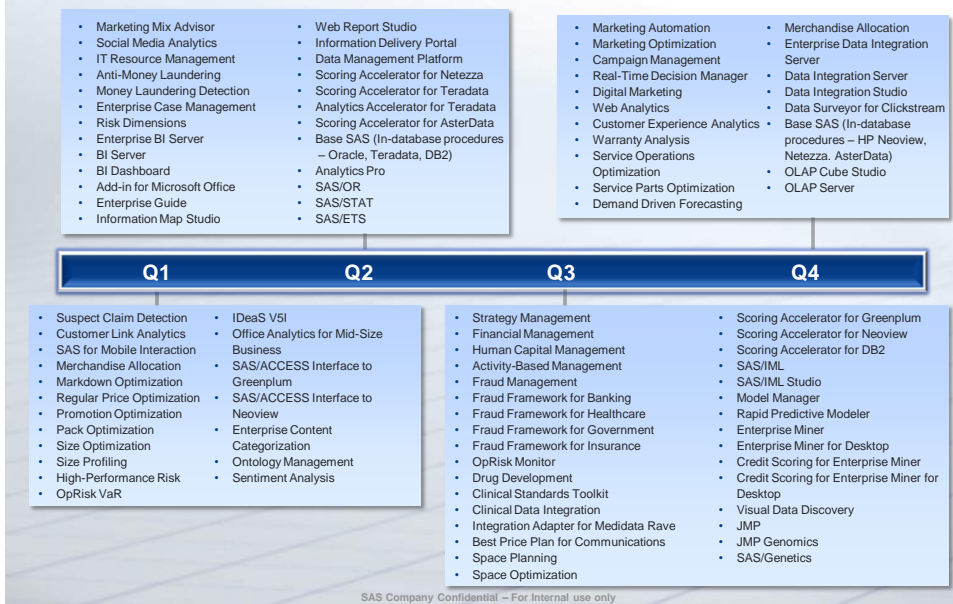 Marketing Mix Advisor
Social Media Analytics
IT Resource Management
Anti-Money Laundering
Money Laundering Detection
Enterprise Case Management
Risk Dimensions
Enterprise BI Server
BI Server
BI Dashboard
Add-in for Microsoft Office
Enterprise Guide
Information Map Studio
Web Report Studio
Information Delivery Portal
Data Management Platform
Scoring Accelerator for Netezza
Scoring Accelerator for Teradata
Analytics Accelerator for Teradata
Scoring Accelerator for AsterData
Base SAS (In-database procedures
– Oracle, Teradata, DB2)
Analytics Pro
SAS/OR
SAS/STAT
SAS/ETS
Marketing Automation
Marketing Optimization
Campaign Management
Real-Time Decision Manager
Digital Marketing
Web Analytics
Customer Experience Analytics
Warranty Analysis
Service Operations
Optimization
Service Parts Optimization
Demand Driven Forecasting
Merchandise Allocation
Enterprise Data Integration
Server
Data Integration Server
Data Integration Studio
Data Surveyor for Clickstream
Base SAS (In-database
procedures – HP Neoview,
Netezza. AsterData)
OLAP Cube Studio
OLAP Server
Q1
Q2
Q3
Q4
Suspect Claim Detection
Customer Link Analytics
SAS for Mobile Interaction
Merchandise Allocation
Markdown Optimization
Regular Price Optimization
Promotion Optimization
Pack Optimization
Size Optimization
Size Profiling
High-Performance Risk
OpRisk VaR
IDeaS V5I
Office Analytics for Mid-Size
Business
SAS/ACCESS Interface to
Greenplum
SAS/ACCESS Interface to
Neoview
Enterprise Content
Categorization
Ontology Management
Sentiment Analysis
Strategy Management
Financial Management
Human Capital Management
Activity-Based Management
Fraud Management
Fraud Framework for Banking
Fraud Framework for Healthcare
Fraud Framework for Government
Fraud Framework for Insurance
OpRisk Monitor
Drug Development
Clinical Standards Toolkit
Clinical Data Integration
Integration Adapter for Medidata Rave
Best Price Plan for Communications
Space Planning
Space Optimization
Scoring Accelerator for Greenplum
Scoring Accelerator for Neoview
Scoring Accelerator for DB2
SAS/IML
SAS/IML Studio
Model Manager
Rapid Predictive Modeler
Enterprise Miner
Enterprise Miner for Desktop
Credit Scoring for Enterprise Miner
Credit Scoring for Enterprise Miner for
Desktop
Visual Data Discovery
JMP
JMP Genomics
SAS/Genetics
SAS Company Confidential – For Internal use only